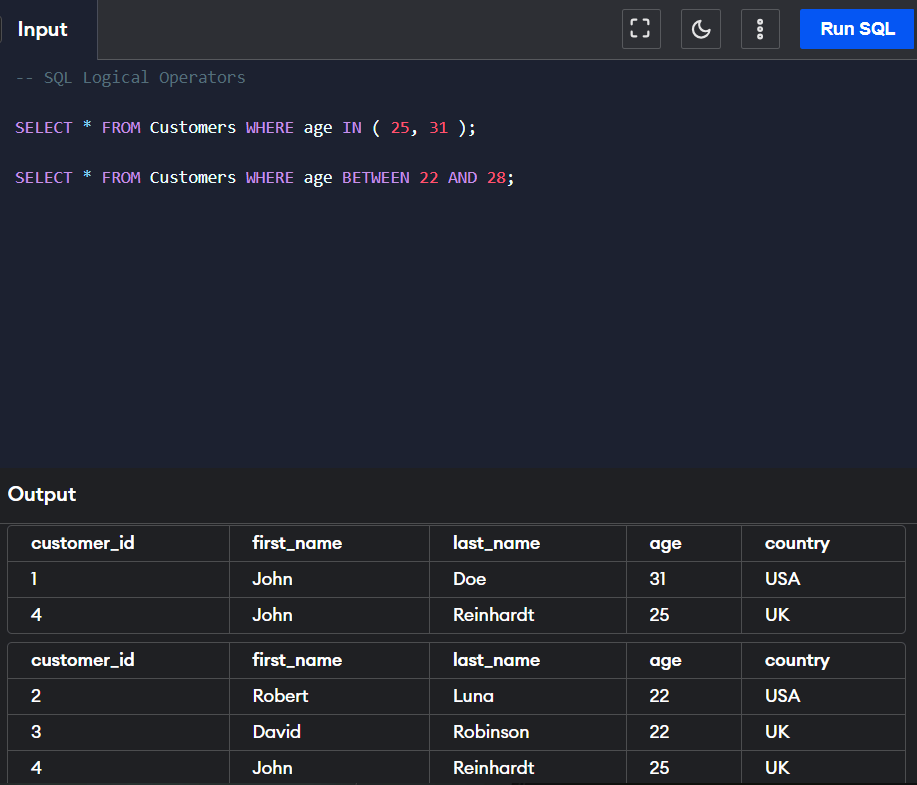 Input
Run SQL
-- SQL Logical Operators
SELECT * FROM Customers WHERE age IN ( 25, 31 );
SELECT * FROM Customers WHERE age BETWEEN 22 AND 28;
Output
customer_id first_name last_name age country
1 John Doe 31 USA
4 John Reinhardt 25 UK
customer_id first_name last_name age country
2 Robert Luna 22 USA
3 David Robinson 22 UK
4 John Reinhardt 25 UK